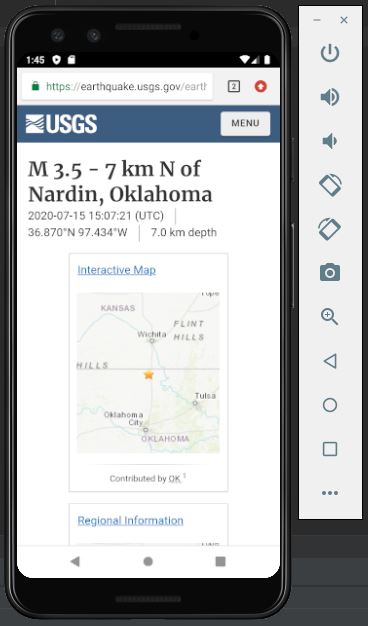 1:45
https://earthquake.usgs.gov/earth
2
USGS
MENU
M 3.5 - 7 km N of
Nardin, Oklahoma
2020-07-15 15:07:21 (UTC)
36.870°N 97.434°W
7.0 km depth
Interactive Map
KANSAS
Wichita
FLINT
HILLS
HILLS
Tulsa
Oklahoma
City
OKLAHOMA
Contributed by OK 1
Regional Information